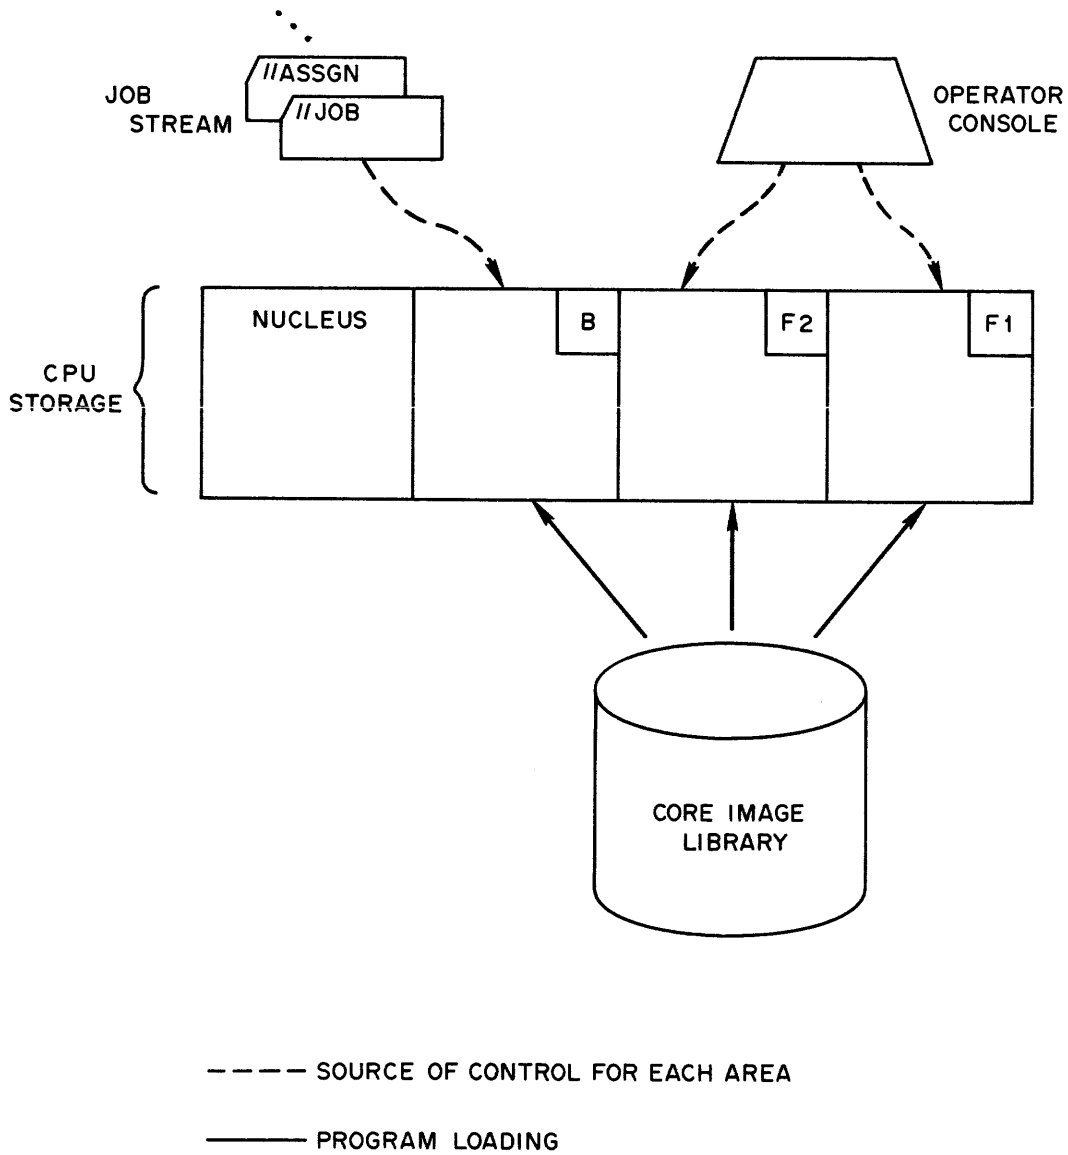 //ASSGN
//JOB
JOB
STREAM
OPERATOR
CONSOLE
NUCLEUS
B
F2
F1
CPU
STORAGE
CORE IMAGE
LIBRARY
SOURCE OF CONTROL FOR EACH AREA
PROGRAM LOADING